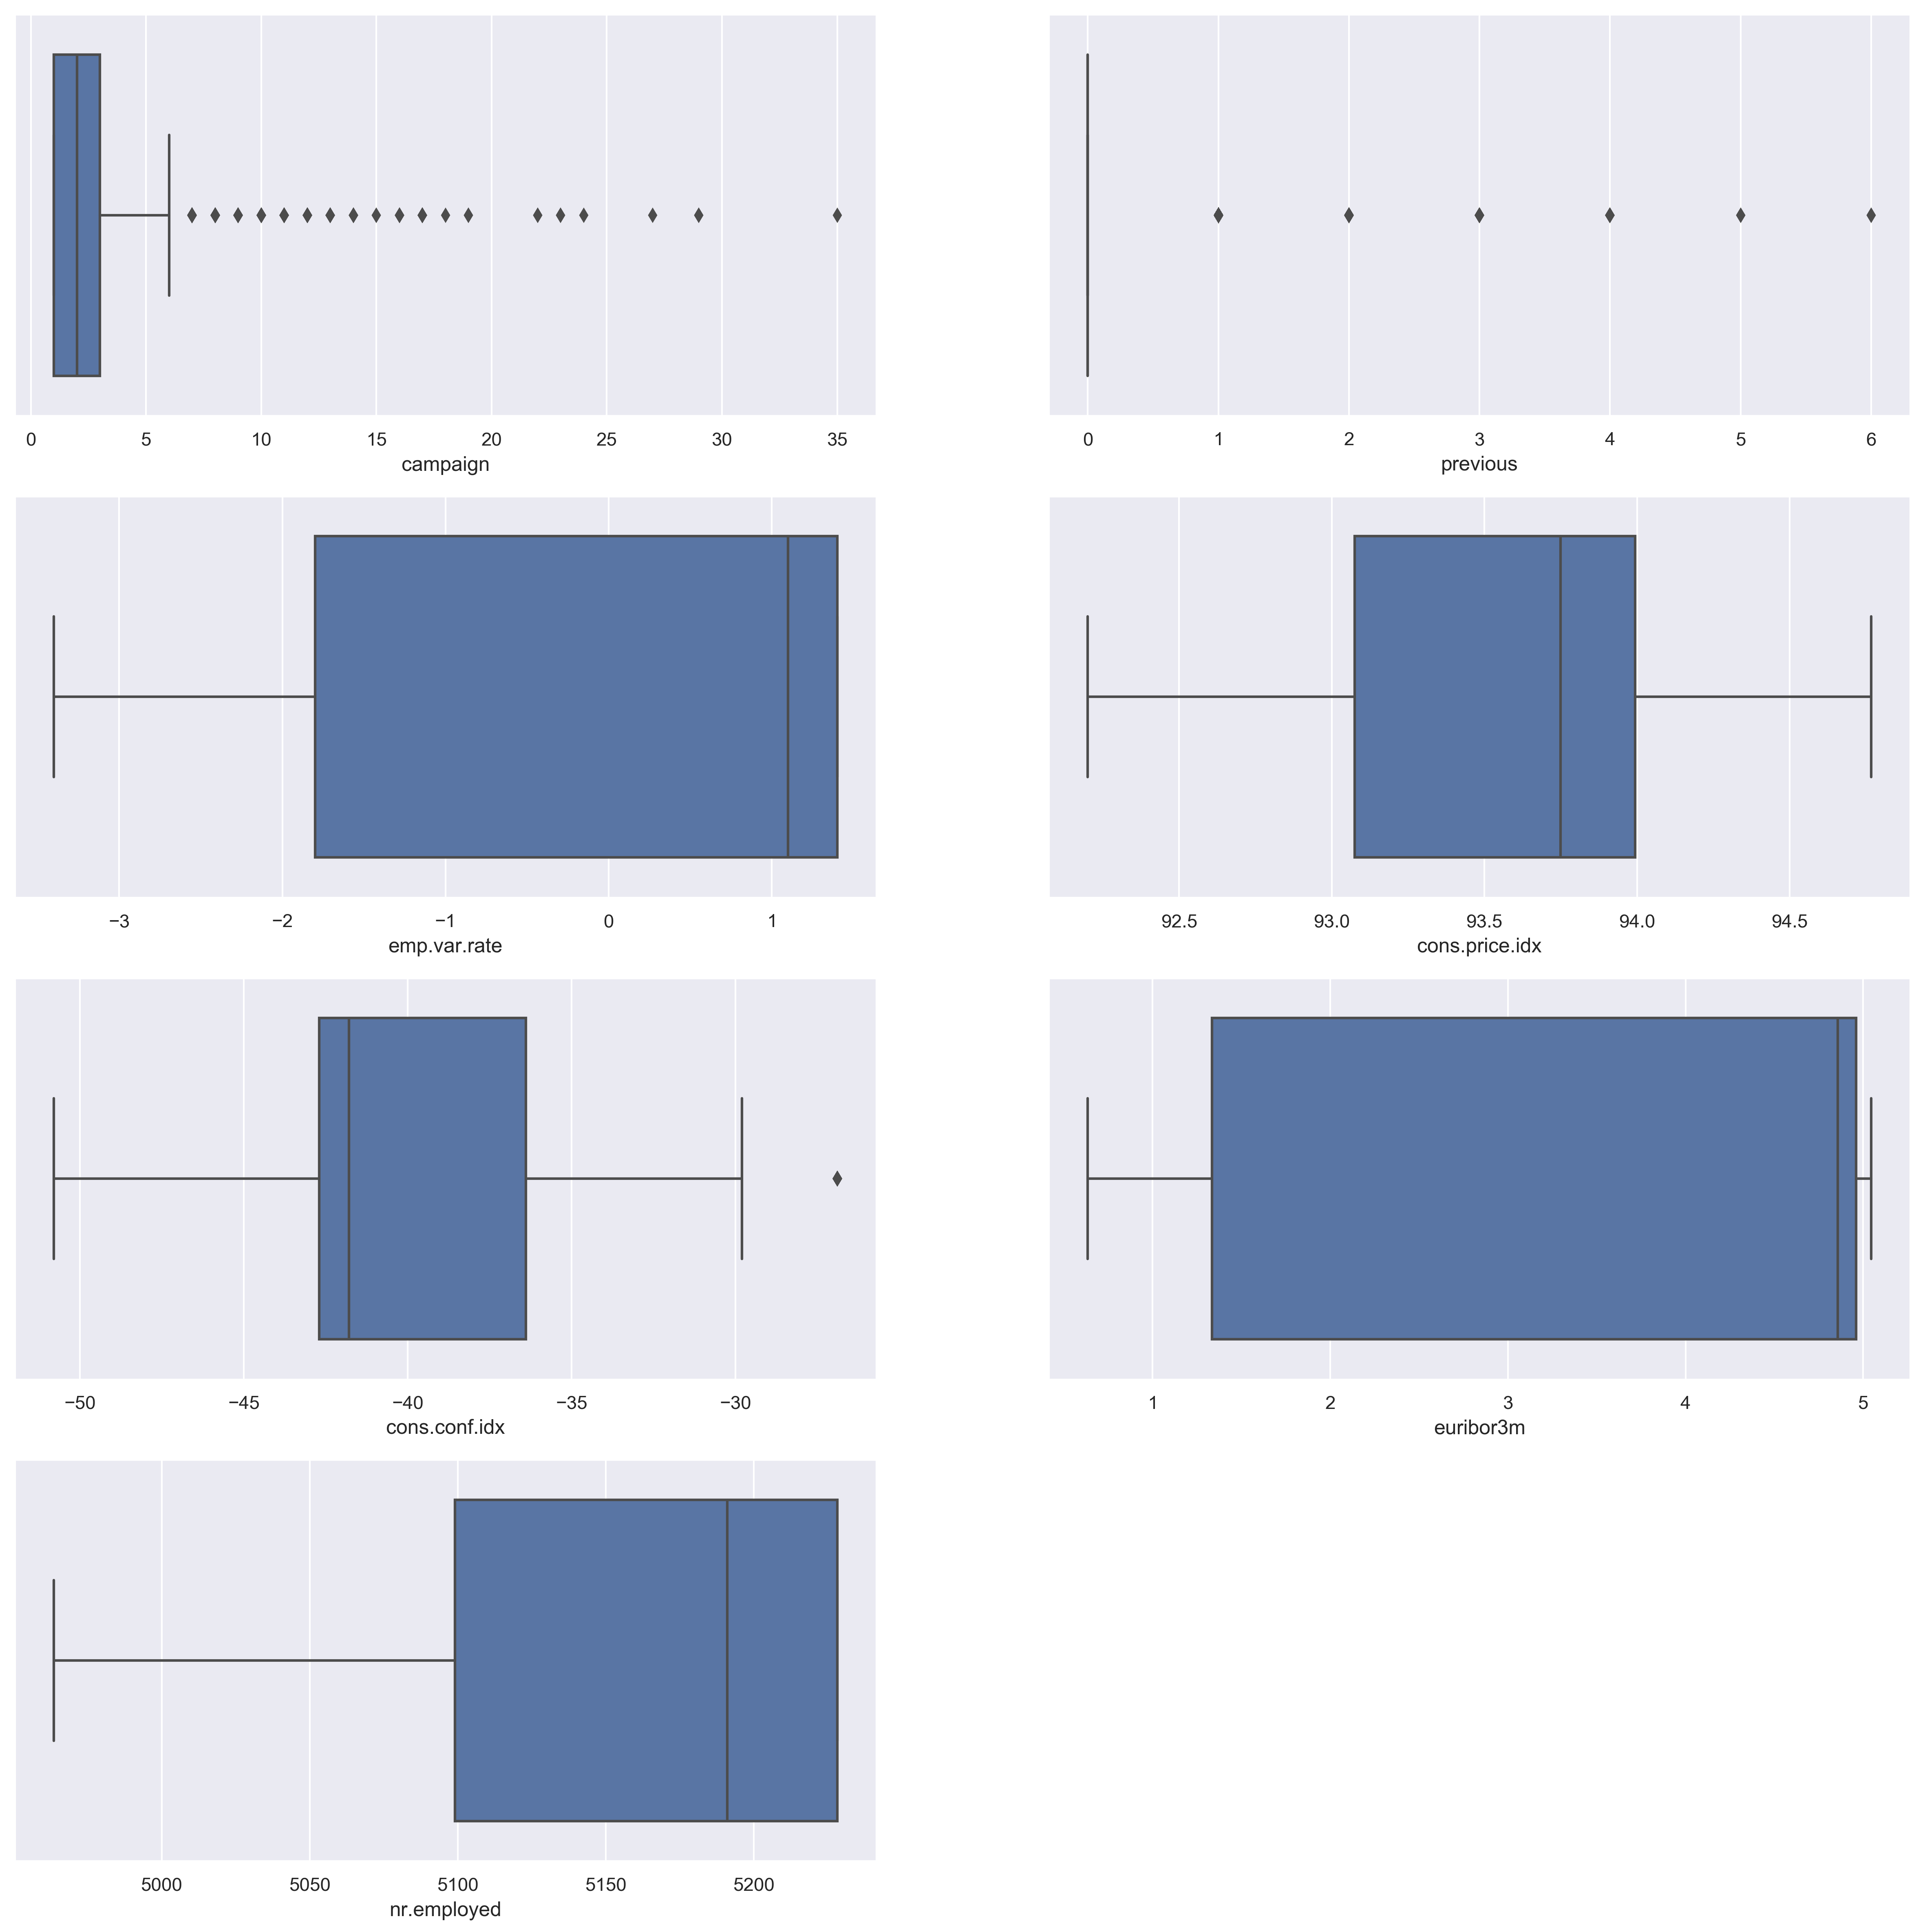 0 5 10 15 20 25 30 35
campaign
0 1 2 3 4 5 6
previous
−3 −2 −1 0 1
emp.var.rate
92.5 93.0 93.5 94.0 94.5
cons.price.idx
−50 −45 −40 −35 −30
cons.conf.idx
1 2 3 4 5
euribor3m
5000 5050 5100 5150 5200
nr.employed